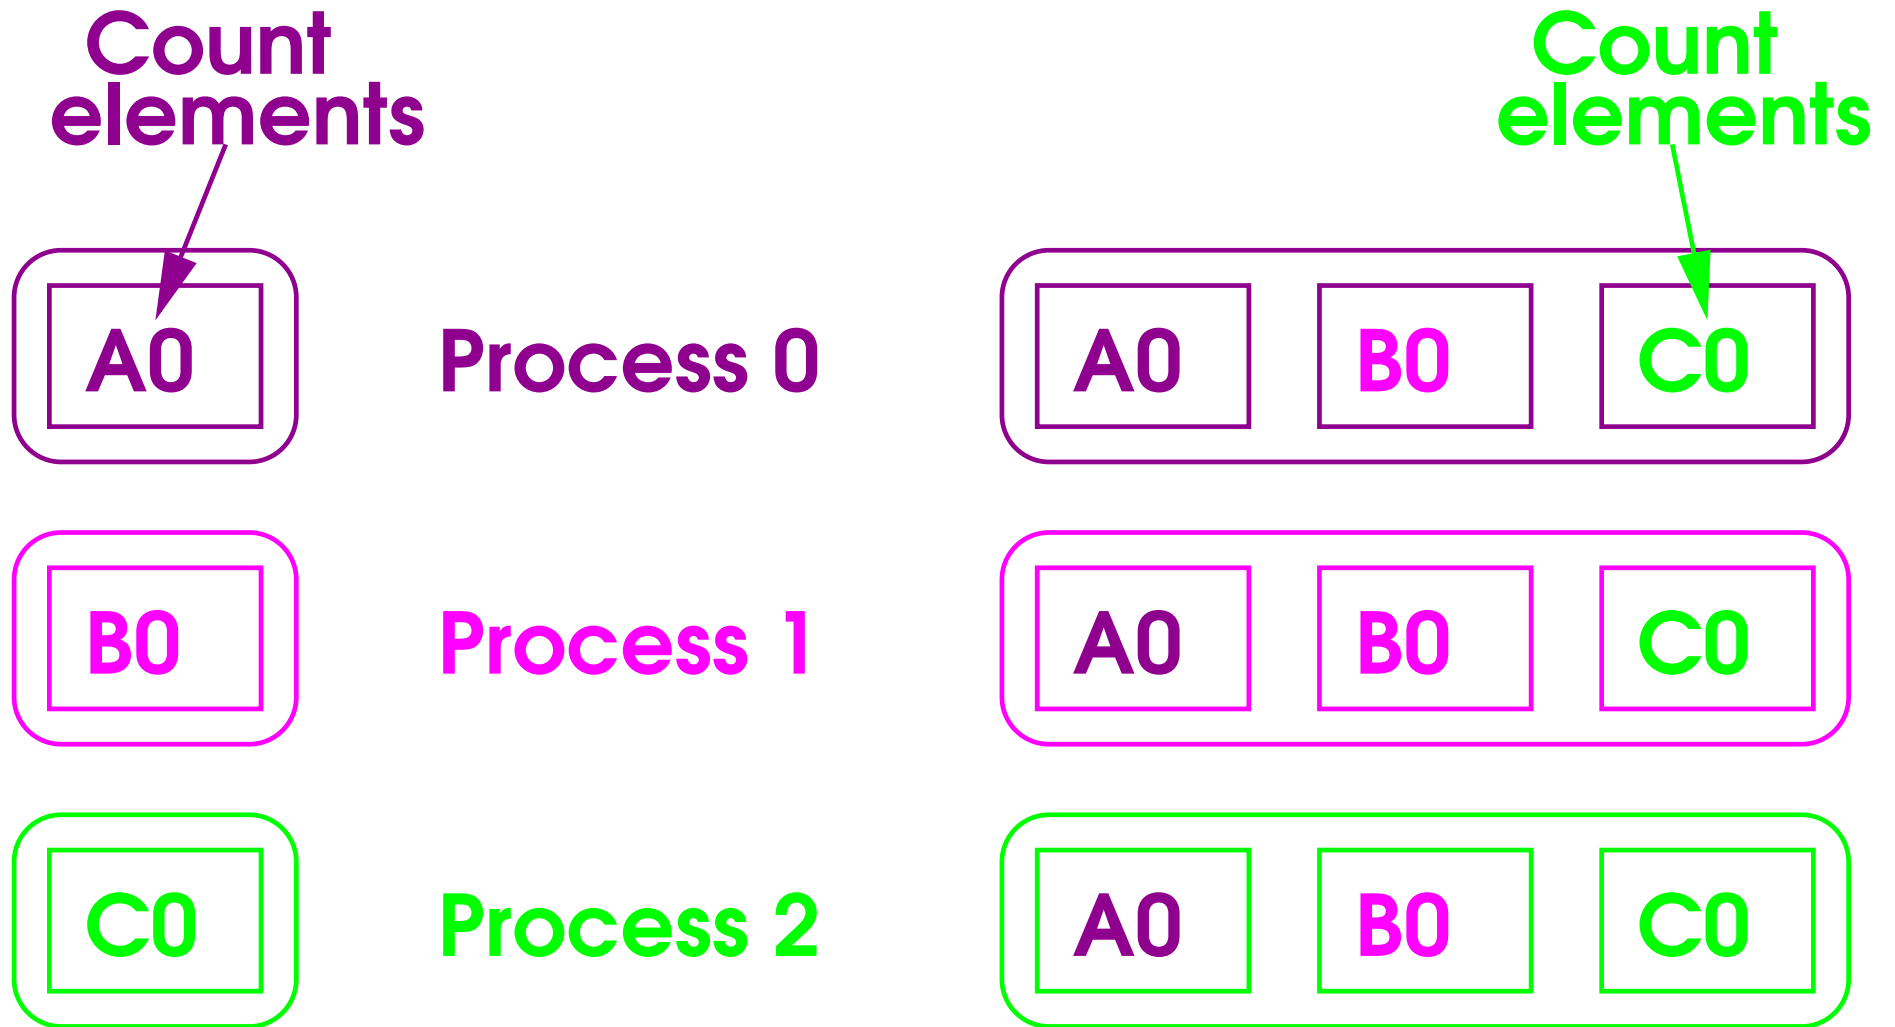 Count
elements
Count
elements
A0 Process 0 A0 B0 C0
B0 Process 1 A0 B0 C0
C0 Process 2 A0 B0 C0